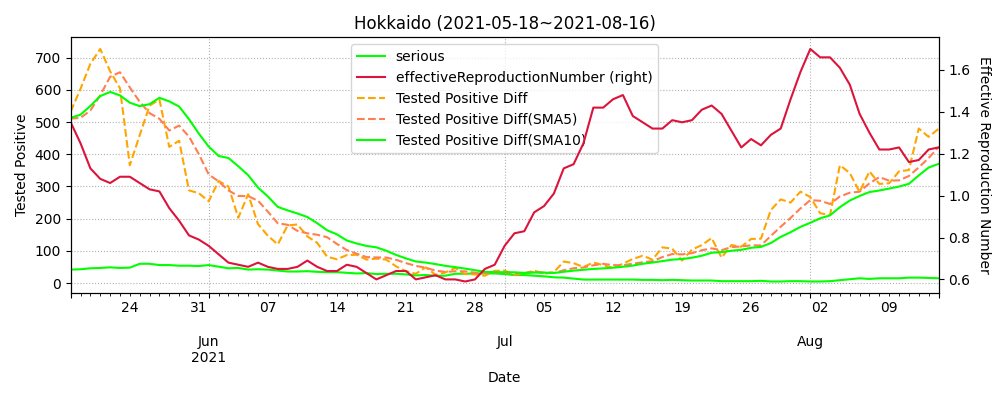 Hokkaido (2021-05-18~2021-08-16)
serious
effectiveReproductionNumber (right)
Tested Positive Diff
Tested Positive Diff(SMA5)
Tested Positive Diff(SMA10)
Tested Positive
700
600
500
400
300
200
100
0
1.6
1.4
1.2
1.0
0.8
0.6
Effective Reproduction Number
24 31 07 14 21 28 05 12 19 26 02 09
Jun Jul Aug
2021
Date